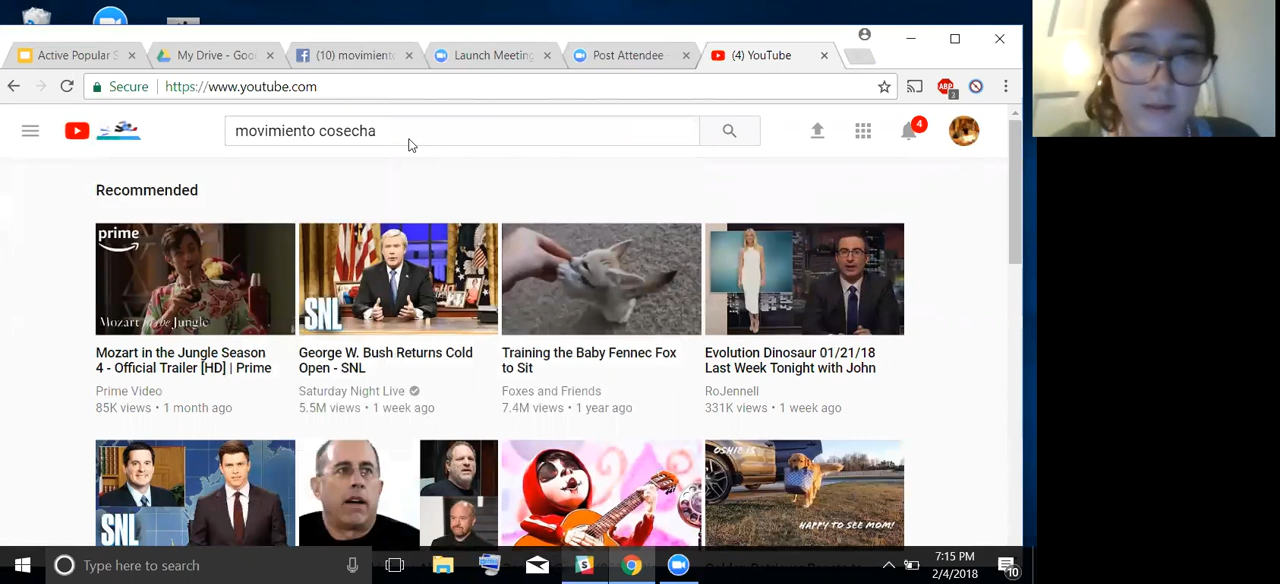 Active Popular S
My Drive - Goo
(10) movimient
Launch Meeting
Post Attendee -
(4) YouTube
Secure
https://www.youtube.com
ABP
2
movimiento cosecha
4
Recommended
prime
Mozart in the Jungle
SNL
Mozart in the Jungle Season
4 - Official Trailer [HD] | Prime
Prime Video
85K views • 1 month ago
George W. Bush Returns Cold
Open - SNL
Saturday Night Live
5.5M views • 1 week ago
Training the Baby Fennec Fox
to Sit
Foxes and Friends
7.4M views • 1 year ago
Evolution Dinosaur 01/21/18
Last Week Tonight with John
RoJennell
331K views • 1 week ago
SNL
OSHIE IS
HAPPY TO SEE MOM!
Type here to search
7:15 PM
2/4/2018
10